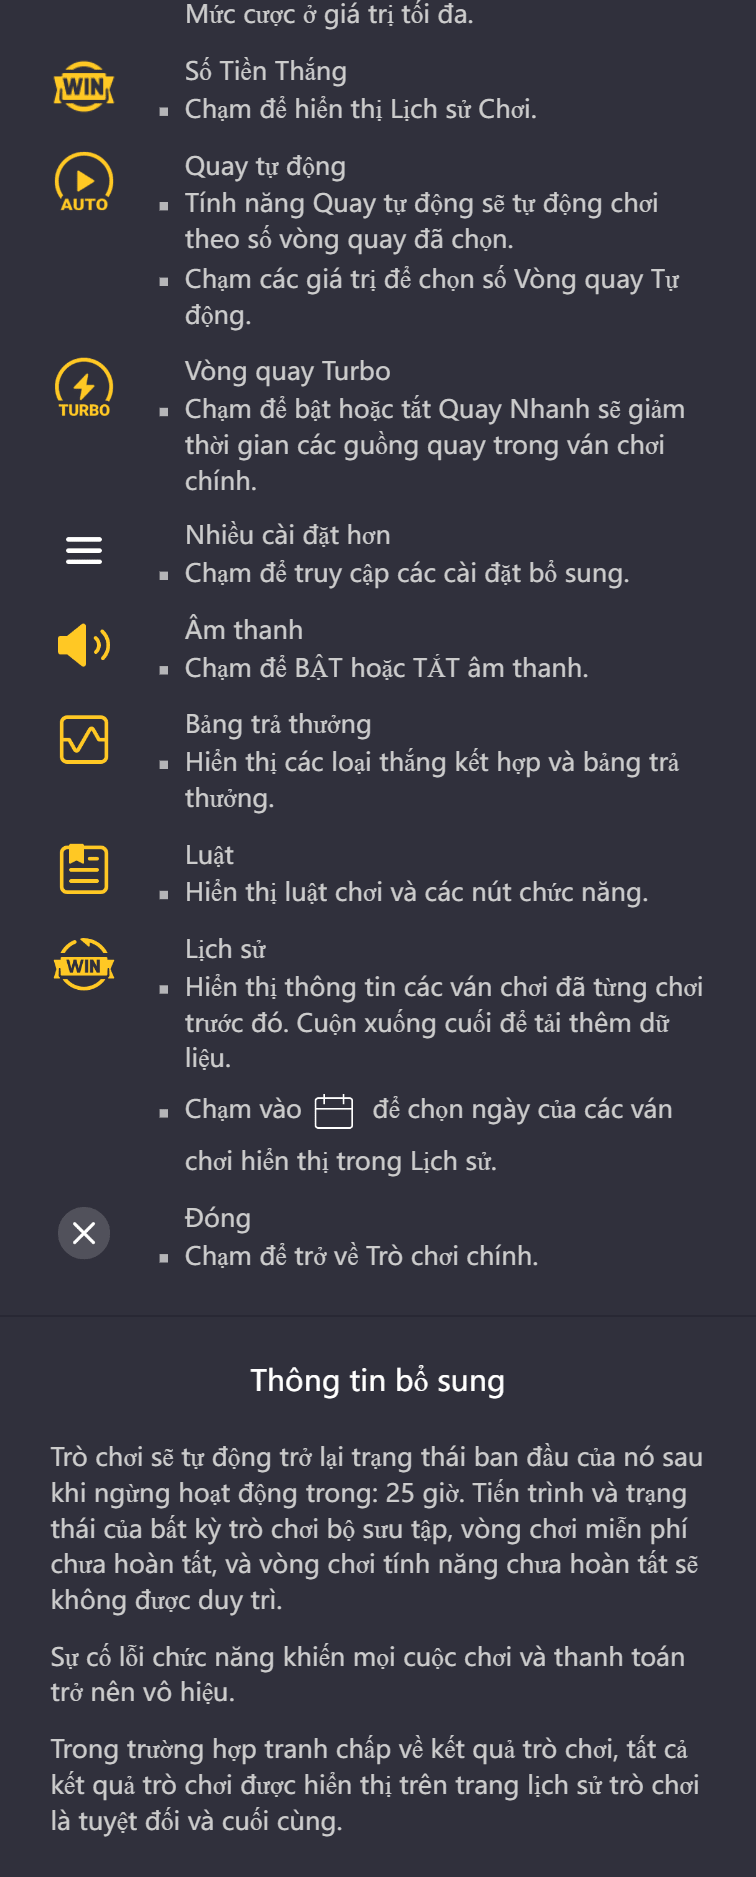 Mức cược ở giá trị tối đa.
WIN
Số Tiền Thắng
▪ Chạm để hiển thị Lịch sử Chơi.
AUTO
Quay tự động
▪ Tính năng Quay tự động sẽ tự động chơi
theo số vòng quay đã chọn.
▪ Chạm các giá trị để chọn số Vòng quay Tự
động.
TURBO
Vòng quay Turbo
▪ Chạm để bật hoặc tắt Quay Nhanh sẽ giảm
thời gian các guồng quay trong ván chơi
chính.
Nhiều cài đặt hơn
▪ Chạm để truy cập các cài đặt bổ sung.
Âm thanh
▪ Chạm để BẬT hoặc TẮT âm thanh.
Bảng trả thưởng
▪ Hiển thị các loại thắng kết hợp và bảng trả
thưởng.
Luật
▪ Hiển thị luật chơi và các nút chức năng.
WIN
Lịch sử
▪ Hiển thị thông tin các ván chơi đã từng chơi
trước đó. Cuộn xuống cuối để tải thêm dữ
liệu.
▪ Chạm vào để chọn ngày của các ván
chơi hiển thị trong Lịch sử.
Đóng
▪ Chạm để trở về Trò chơi chính.
Thông tin bổ sung
Trò chơi sẽ tự động trở lại trạng thái ban đầu của nó sau
khi ngừng hoạt động trong: 25 giờ. Tiến trình và trạng
thái của bất kỳ trò chơi bộ sưu tập, vòng chơi miễn phí
chưa hoàn tất, và vòng chơi tính năng chưa hoàn tất sẽ
không được duy trì.
Sự cố lỗi chức năng khiến mọi cuộc chơi và thanh toán
trở nên vô hiệu.
Trong trường hợp tranh chấp về kết quả trò chơi, tất cả
kết quả trò chơi được hiển thị trên trang lịch sử trò chơi
là tuyệt đối và cuối cùng.